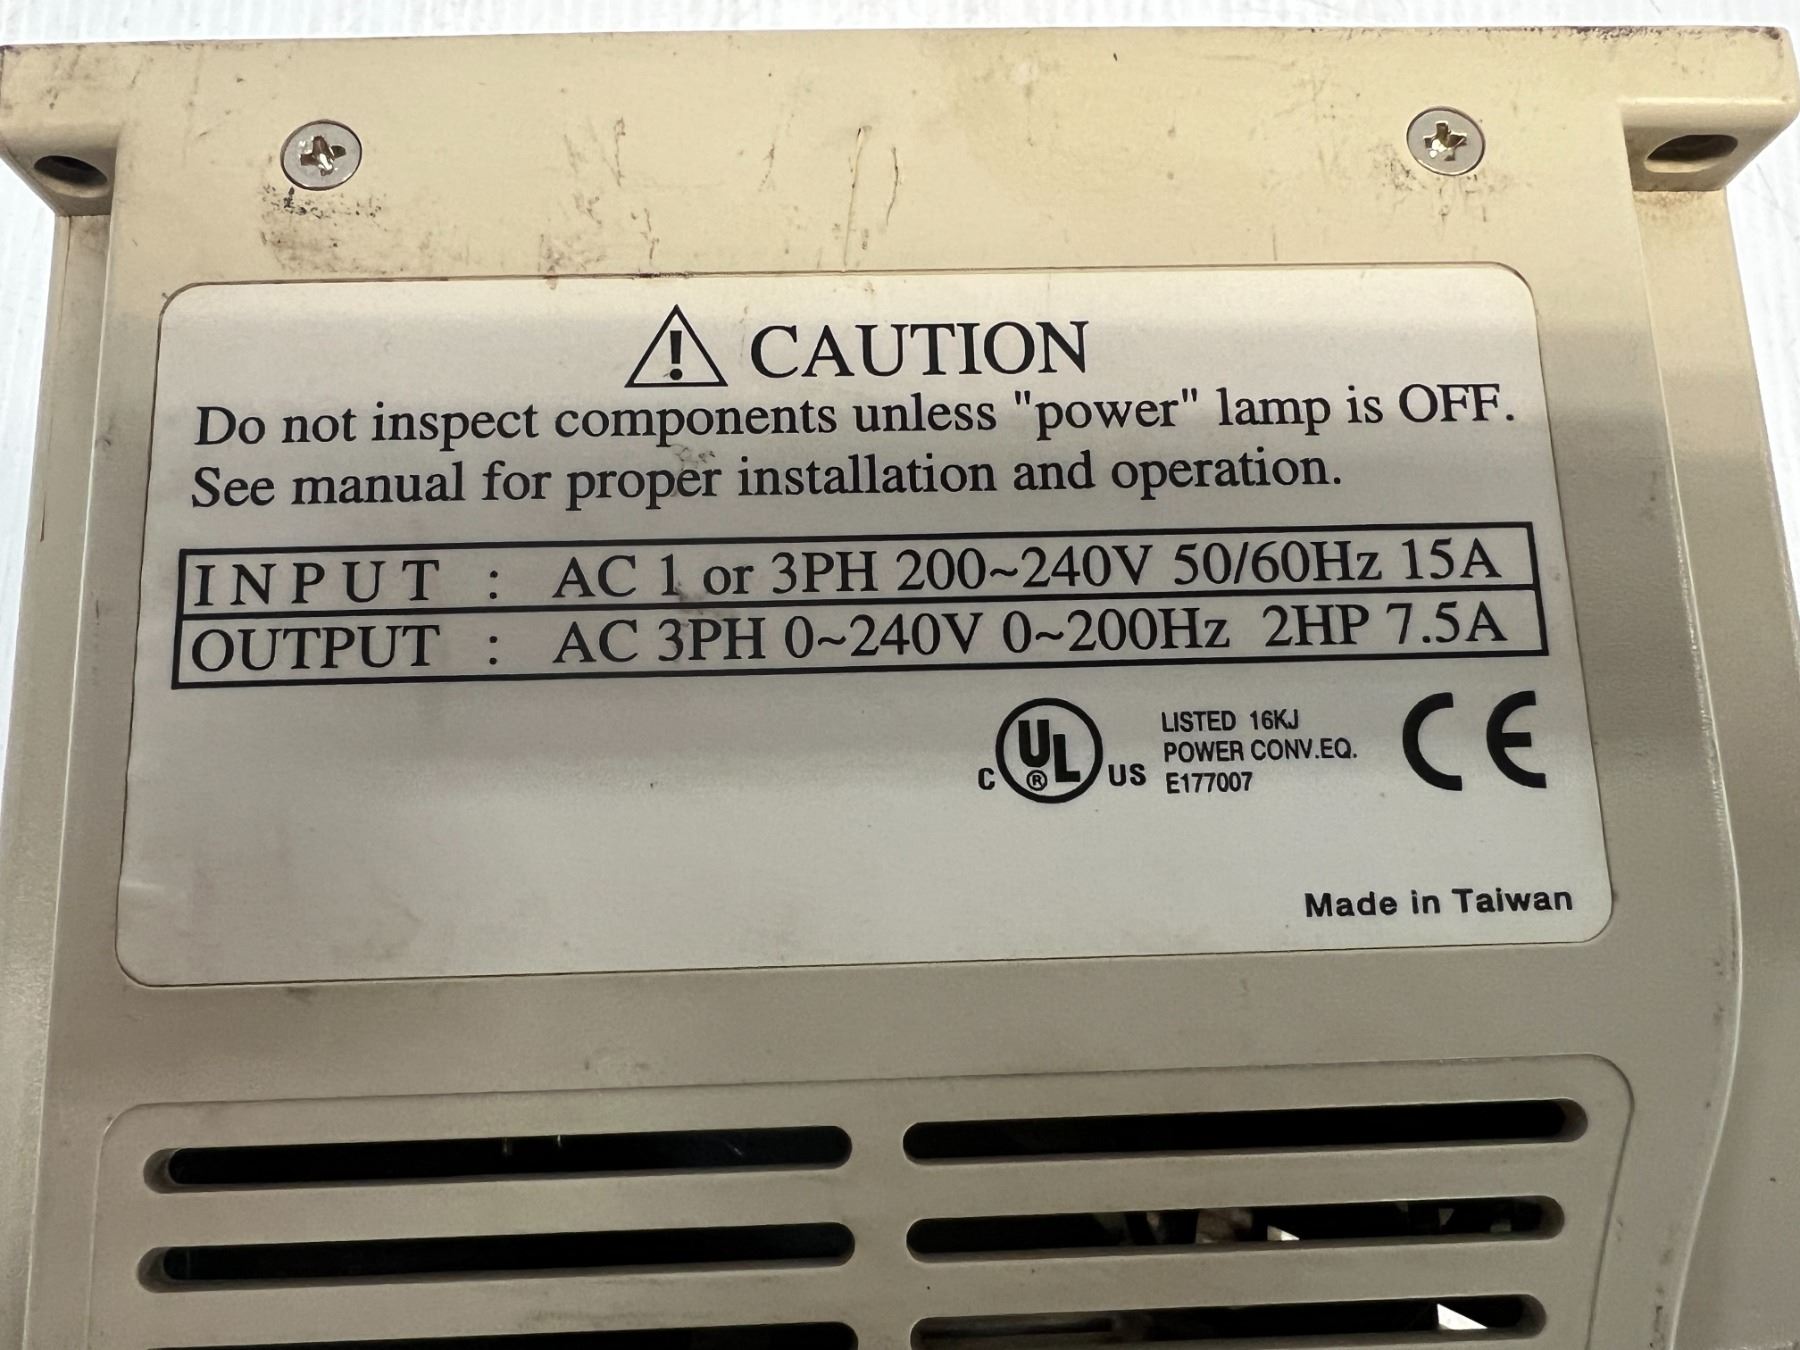 CAUTION
Do not inspect components unless "power" lamp is OFF.
See manual for proper installation and operation.
INPUT : AC 1 or 3PH 200~240V 50/60Hz 15A
OUTPUT : AC 3PH 0~240V 0~200Hz 2HP 7.5A
C UL ® US
LISTED 16KJ
POWER CONV.EQ.
E177007
CE
Made in Taiwan